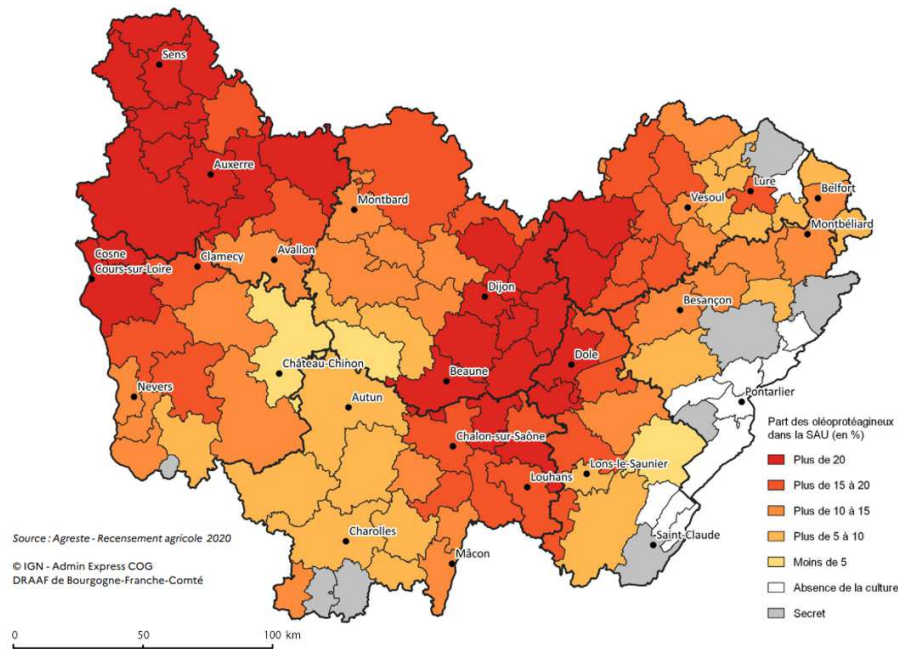 Sens
Auxerre
Montbard
Vesoul
Lure
Belfort
Montbéliard
Cosne
Cours-sur-Loire
Clamecy
Avallon
Dijon
Besançon
Château-Chinon
Beaune
Dole
Nevers
Autun
Pontarlier
Chalon-sur-Saône
Lons-le-Saunier
Louhans
Charolles
Mâcon
Saint-Claude
Part des oléoprotéagineux
dans la SAU (en %)
Plus de 20
Plus de 15 à 20
Plus de 10 à 15
Plus de 5 à 10
Moins de 5
Absence de la culture
Secret
Source : Agreste - Recensement agricole 2020
© IGN - Admin Express COG
DRAAF de Bourgogne-Franche-Comté
0 50 100 km